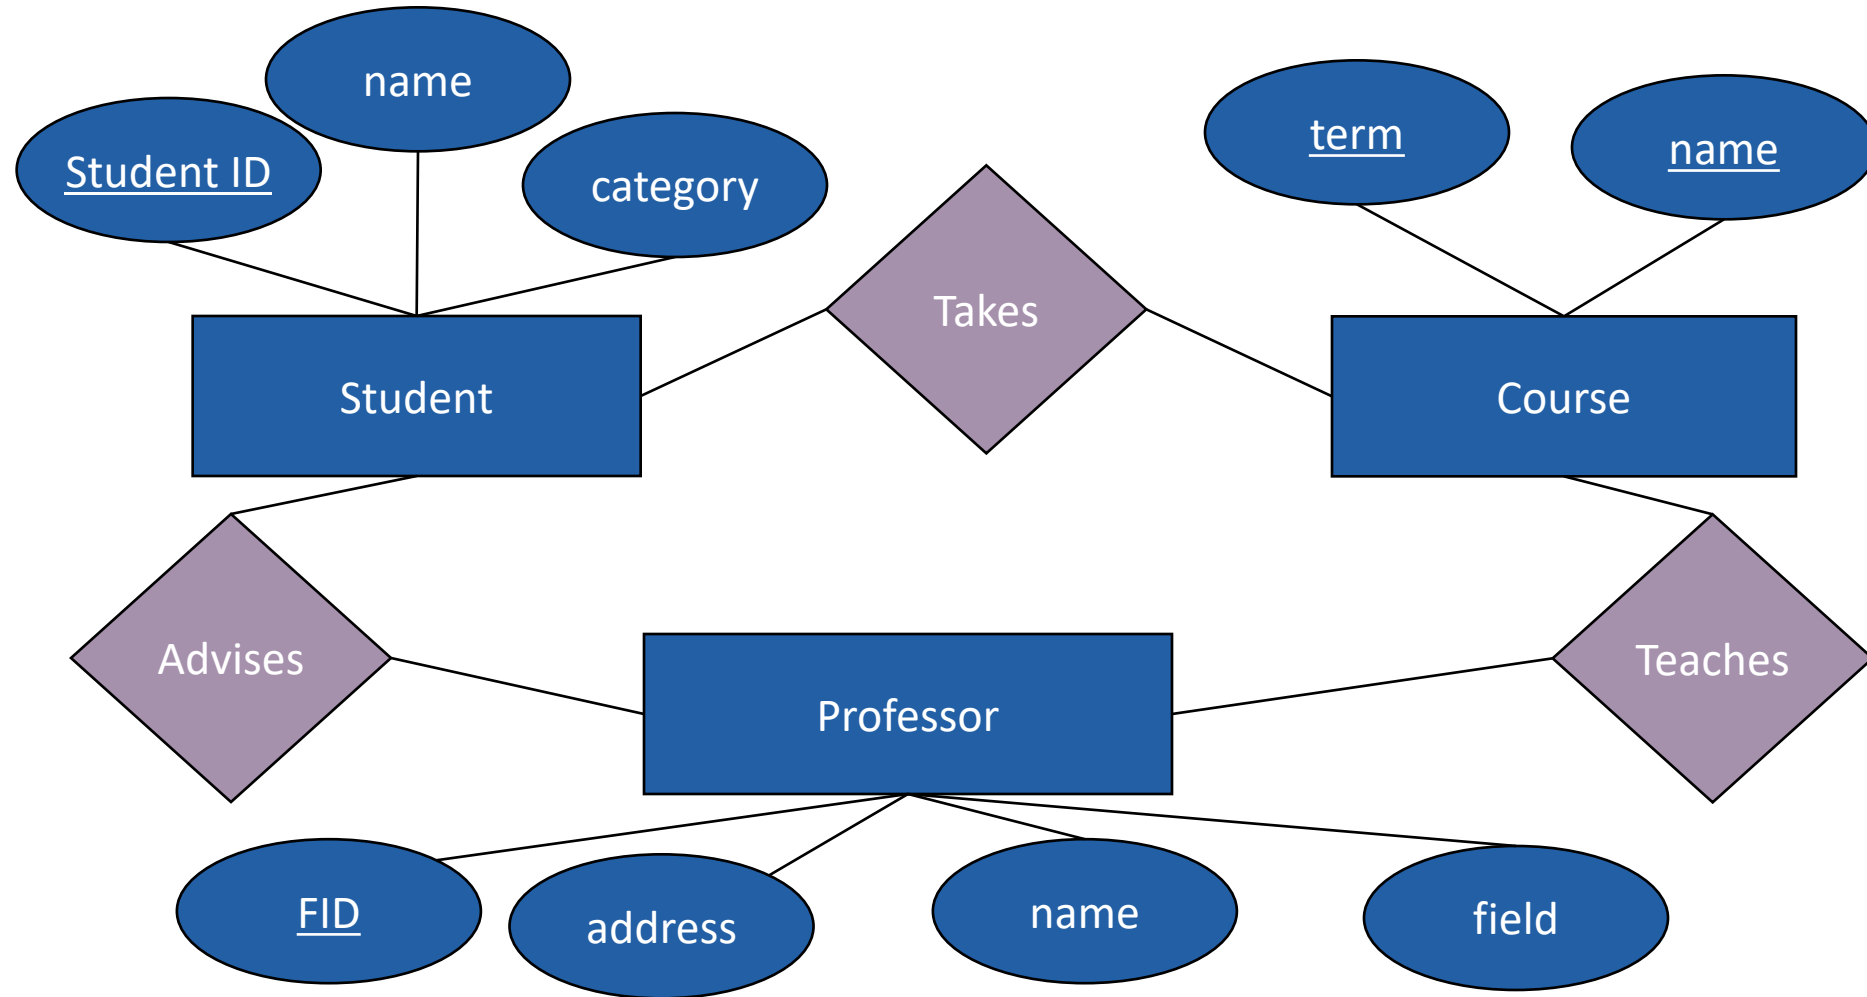 name
Student ID
category
term
name
Takes
Student
Course
Advises
Professor
Teaches
FID
address
name
field